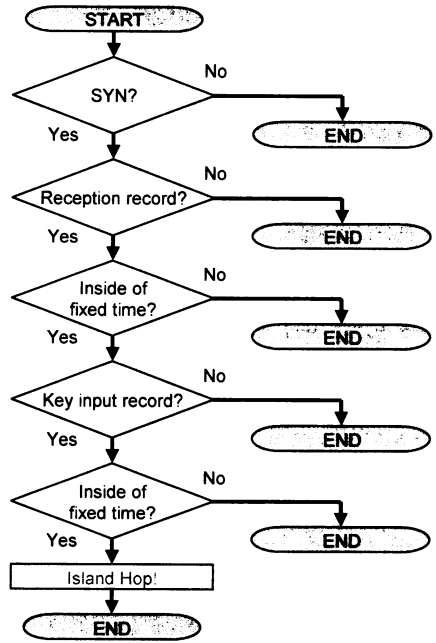 START
SYN?
No
Yes
END
Reception record?
No
Yes
END
Inside of
fixed time?
No
Yes
END
Key input record?
No
Yes
END
Inside of
fixed time?
No
Yes
END
Island Hop!
END